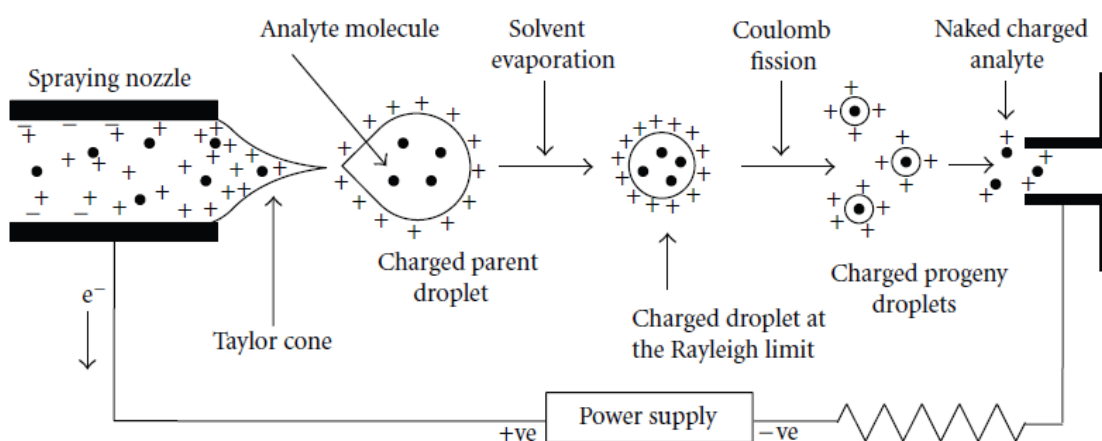 Analyte molecule
Solvent
evaporation
Coulomb
fission
Naked charged
analyte
Spraying nozzle
Charged parent
droplet
Charged progeny
droplets
e−
Taylor cone
Charged droplet at
the Rayleigh limit
+ve
Power supply
−ve